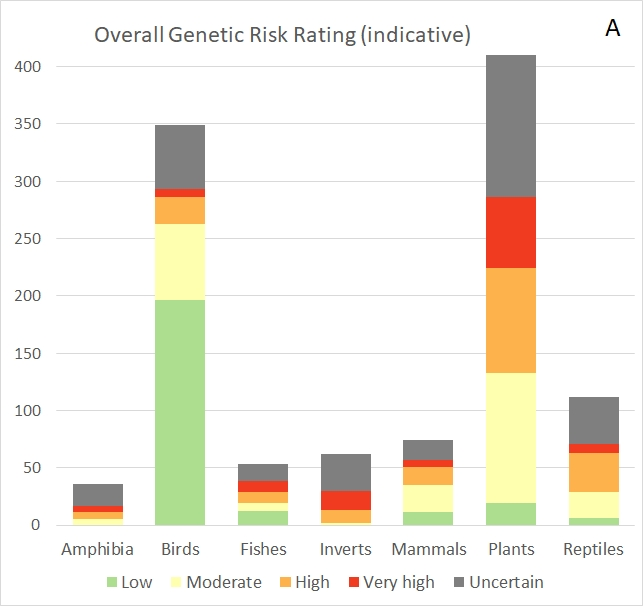 Overall Genetic Risk Rating (indicative)
A
400
350
300
250
200
150
100
50
0
Amphibia Birds Fishes Inverts Mammals Plants Reptiles
Low Moderate High Very high Uncertain